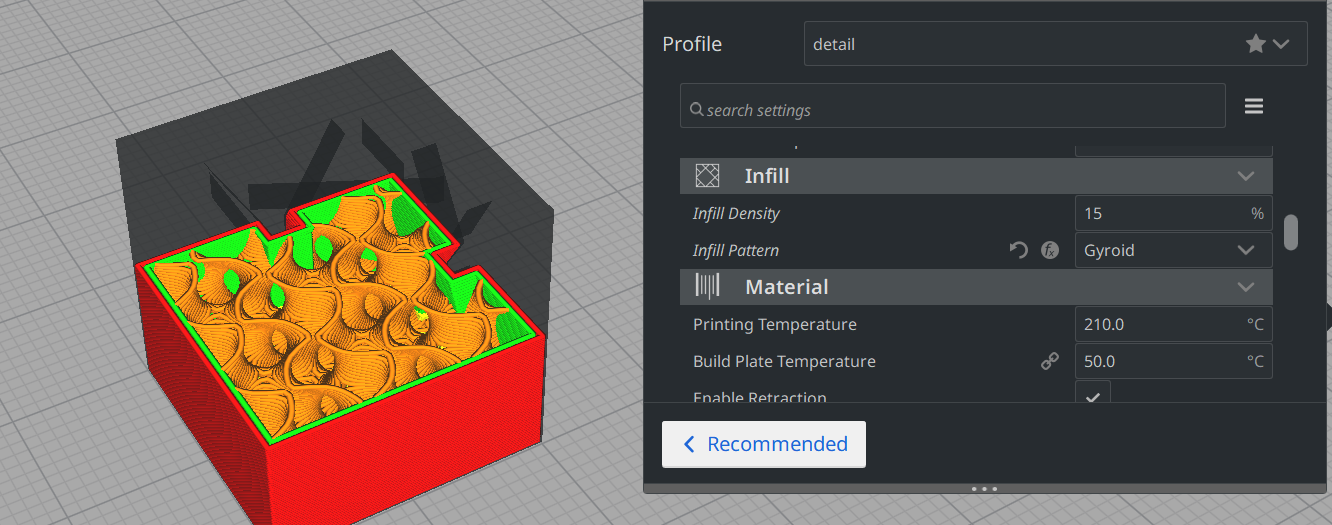 Profile
detail
search settings
Infill
Infill Density
15 %
Infill Pattern
Gyroid
Material
Printing Temperature
210.0 °C
Build Plate Temperature
50.0 °C
Enable Retraction
Recommended